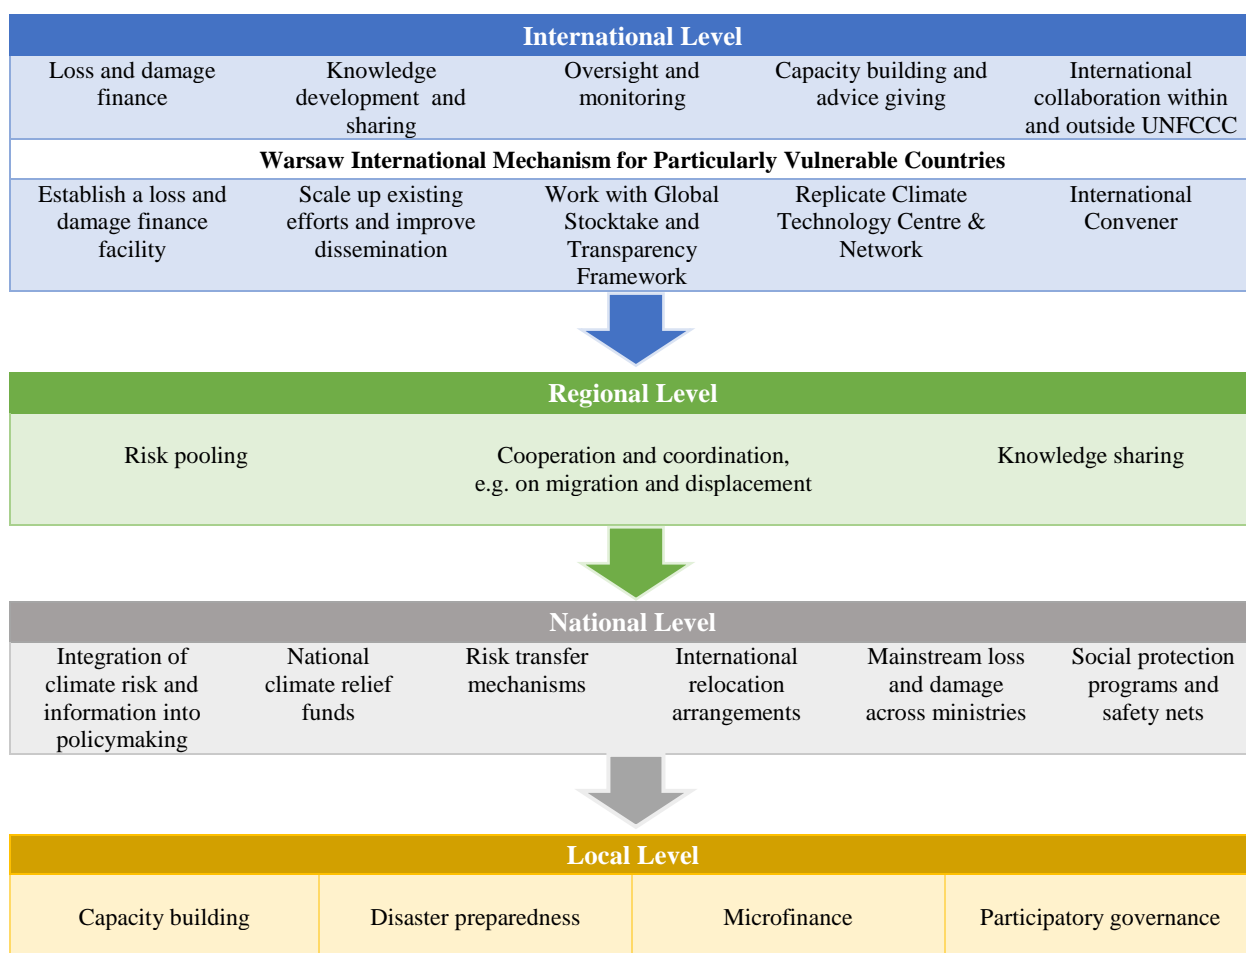 International Level
Loss and damage
finance
Knowledge
development and
sharing
Oversight and
monitoring
Capacity building and
advice giving
International
collaboration within
and outside UNFCCC
Warsaw International Mechanism for Particularly Vulnerable Countries
Establish a loss and
damage finance
facility
Scale up existing
efforts and improve
dissemination
Work with Global
Stocktake and
Transparency
Framework
Replicate Climate
Technology Centre &
Network
International
Convener
Regional Level
Risk pooling
Cooperation and coordination,
e.g. on migration and displacement
Knowledge sharing
National Level
Integration of
climate risk and
information into
policymaking
National
climate relief
funds
Risk transfer
mechanisms
International
relocation
arrangements
Mainstream loss
and damage
across ministries
Social protection
programs and
safety nets
Local Level
Capacity building
Disaster preparedness
Microfinance
Participatory governance